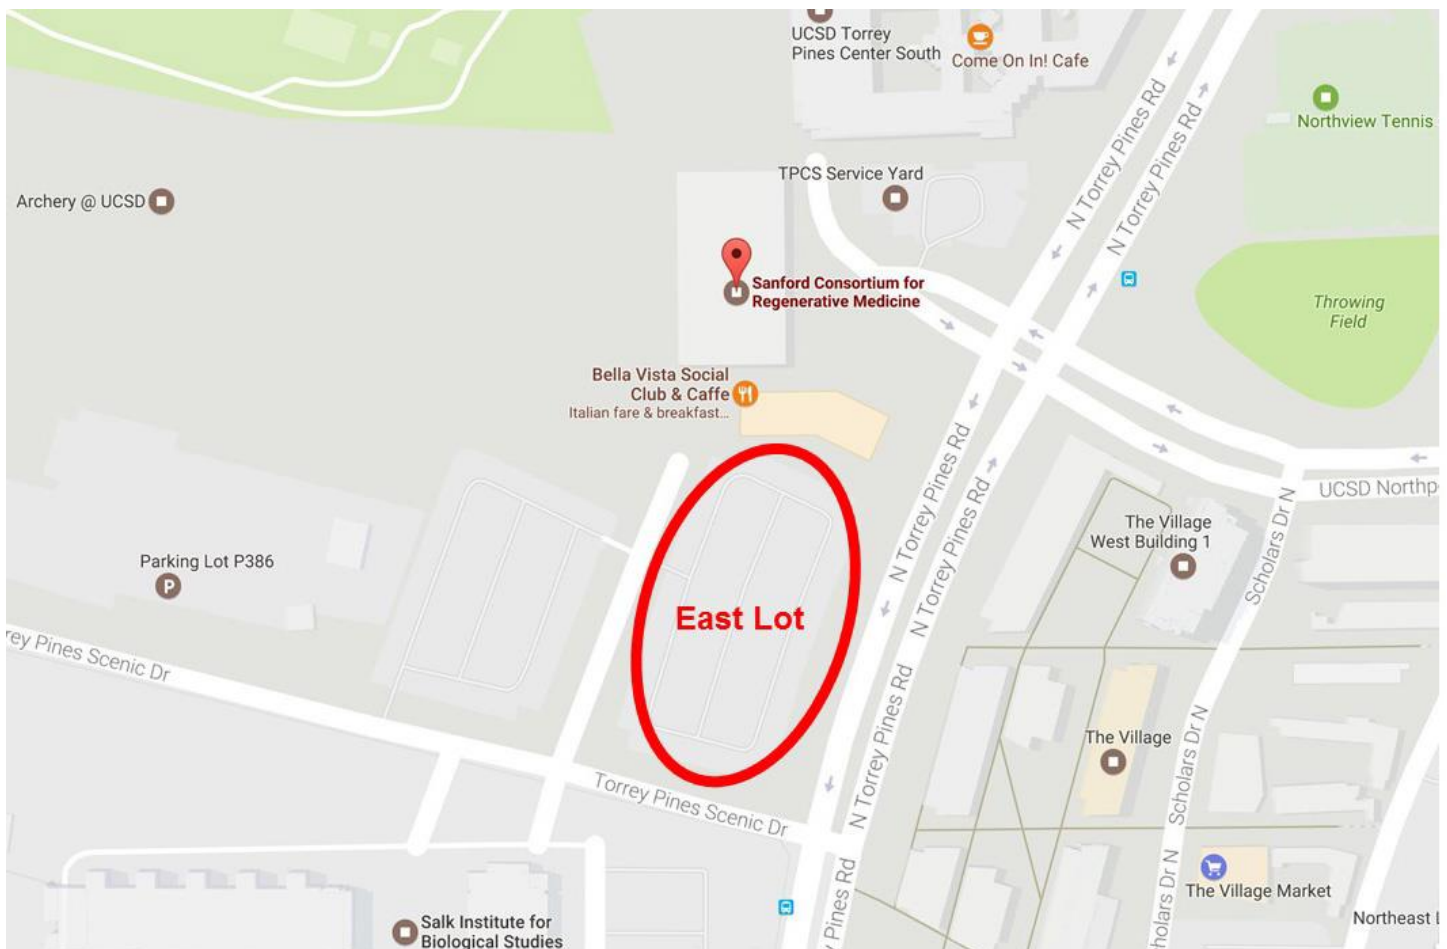 UCSD Torrey
Pines Center South
Come On In! Cafe
N Torrey Pines Rd
N Torrey Pines Rd
Northview Tennis
TPCS Service Yard
Archery @ UCSD
Sanford Consortium for
Regenerative Medicine
Throwing
Field
Bella Vista Social
Club & Caffe
Italian fare & breakfast...
N Torrey Pines Rd
N Torrey Pines Rd
UCSD Northp
The Village
West Building 1
Scholars Dr N
Parking Lot P386
P
East Lot
rey Pines Scenic Dr
N Torrey Pines Rd
The Village
Scholars Dr N
Torrey Pines Scenic Dr
The Village Market
Pines Rd
holars Dr N
Northeast L
Salk Institute for
Biological Studies